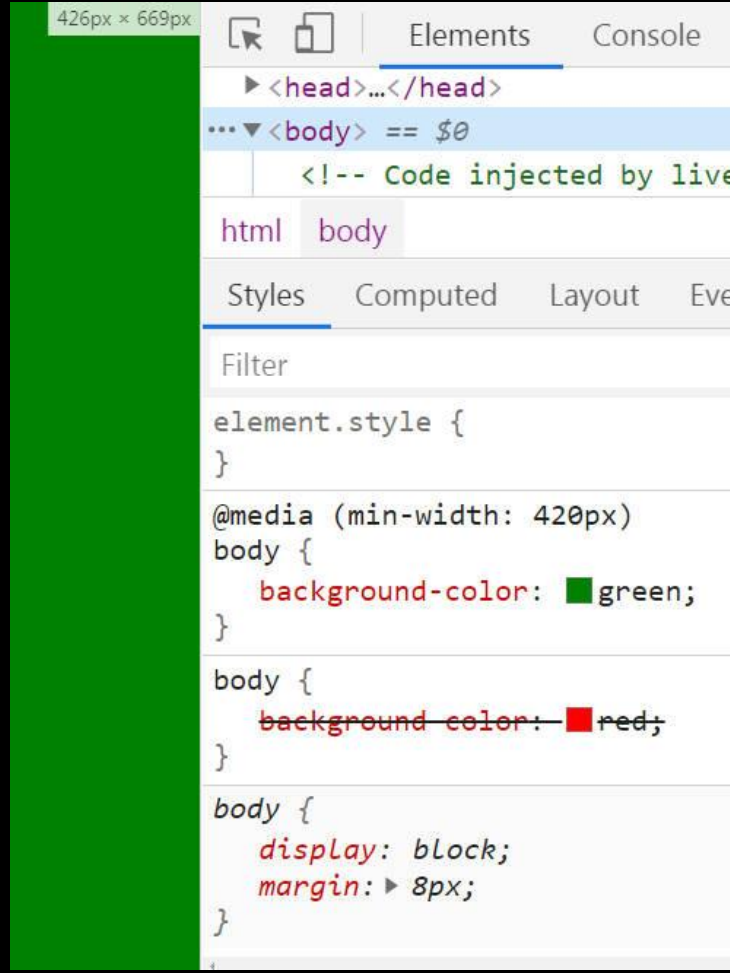 426px × 669px
Elements Console
▶<head>…</head>
••• ▼<body> == $0
<!-- Code injected by live
html body
Styles Computed Layout Eve
Filter
element.style {
}
@media (min-width: 420px)
body {
background-color: green;
}
body {
background-color: red;
}
body {
display: block;
margin:▶ 8px;
}